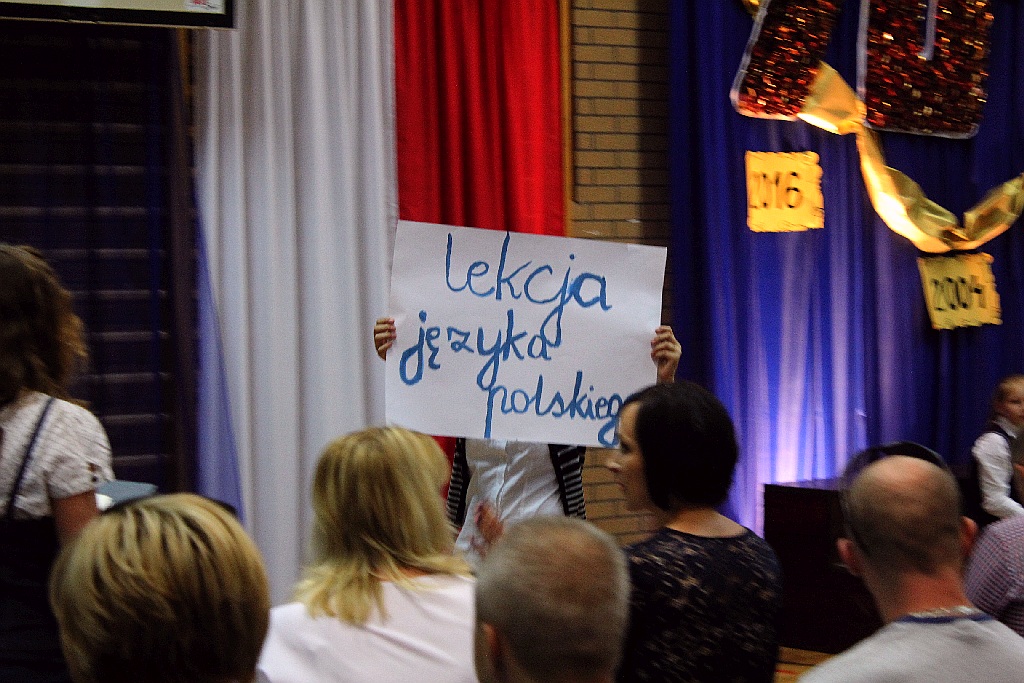 lekcja
języka
polskieg
2016
2004